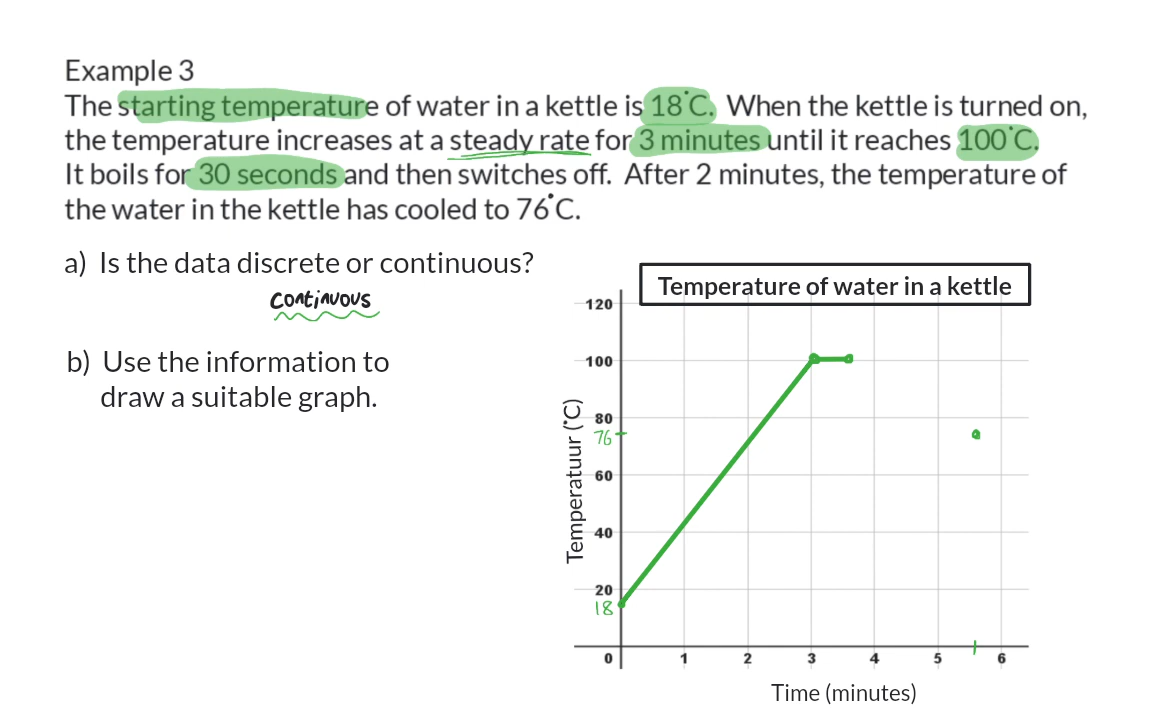 Example 3
The starting temperature of water in a kettle is 18°C. When the kettle is turned on,
the temperature increases at a steady rate for 3 minutes until it reaches 100°C.
It boils for 30 seconds and then switches off. After 2 minutes, the temperature of
the water in the kettle has cooled to 76°C.
a) Is the data discrete or continuous?
continuous
b) Use the information to
draw a suitable graph.
Temperature of water in a kettle
Temperatuur (°C)
120
100
80
76
60
40
20
18
0 1 2 3 4 5 6
Time (minutes)